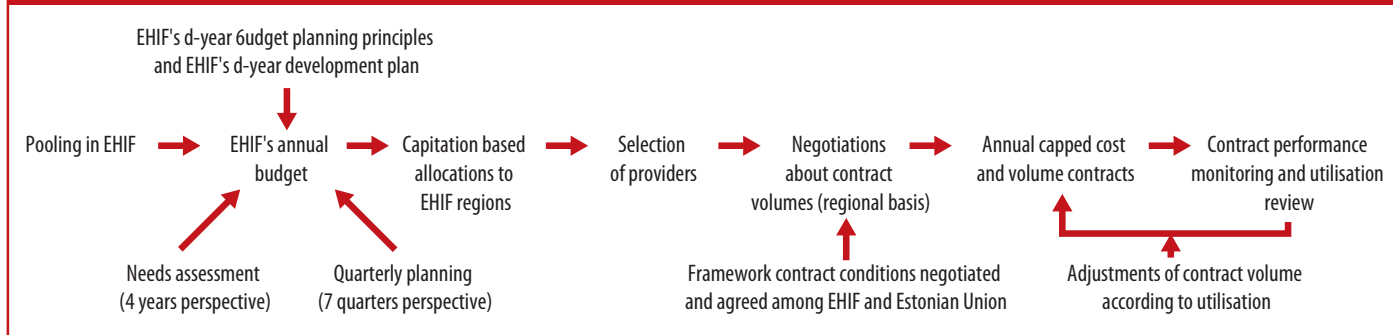 EHIF's d-year 6udget planning principles
and EHIF's d-year development plan
Pooling in EHIF
EHIF's annual
budget
Capitation based
allocations to
EHIF regions
Selection
of providers
Negotiations
about contract
volumes (regional basis)
Annual capped cost
and volume contracts
Contract performance
monitoring and utilisation
review
Needs assessment
(4 years perspective)
Quarterly planning
(7 quarters perspective)
Framework contract conditions negotiated
and agreed among EHIF and Estonian Union
Adjustments of contract volume
according to utilisation